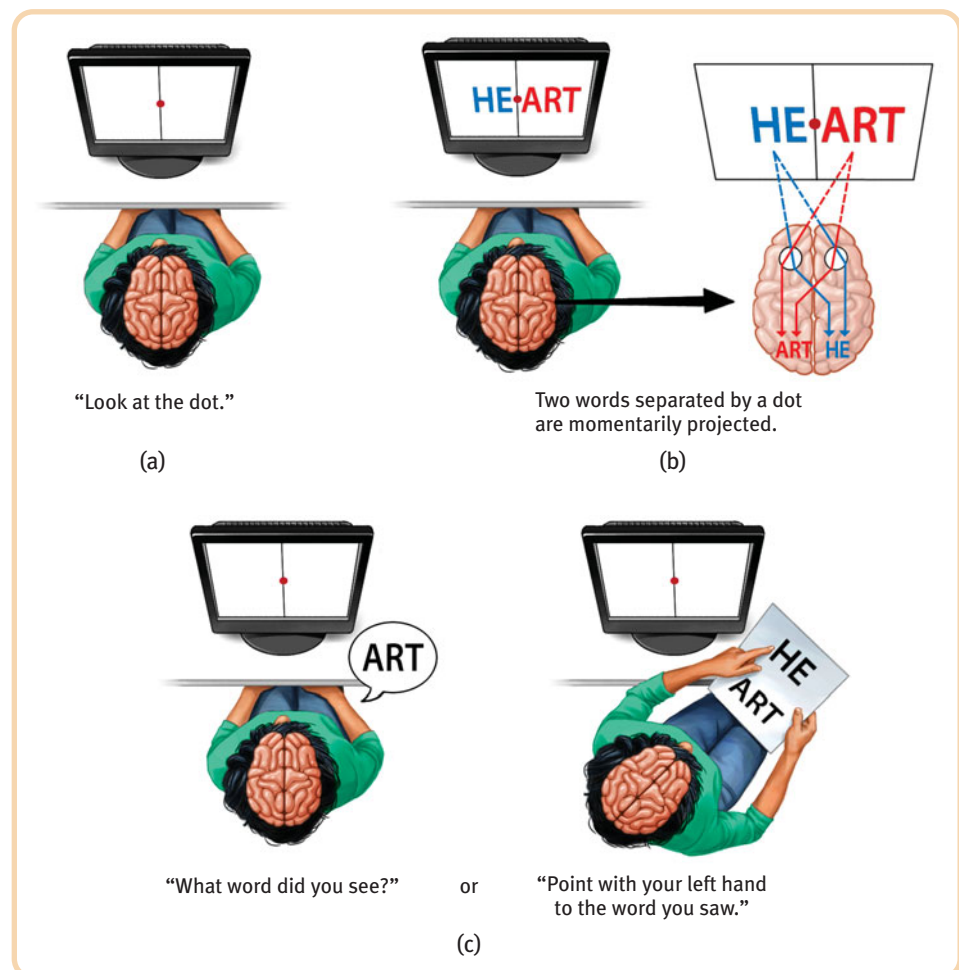 HE ART
HE ART
ART HE
“Look at the dot.”
Two words separated by a dot
are momentarily projected.
(a)
(b)
ART
HE
ART
“What word did you see?”
or
“Point with your left hand
to the word you saw.”
(c)